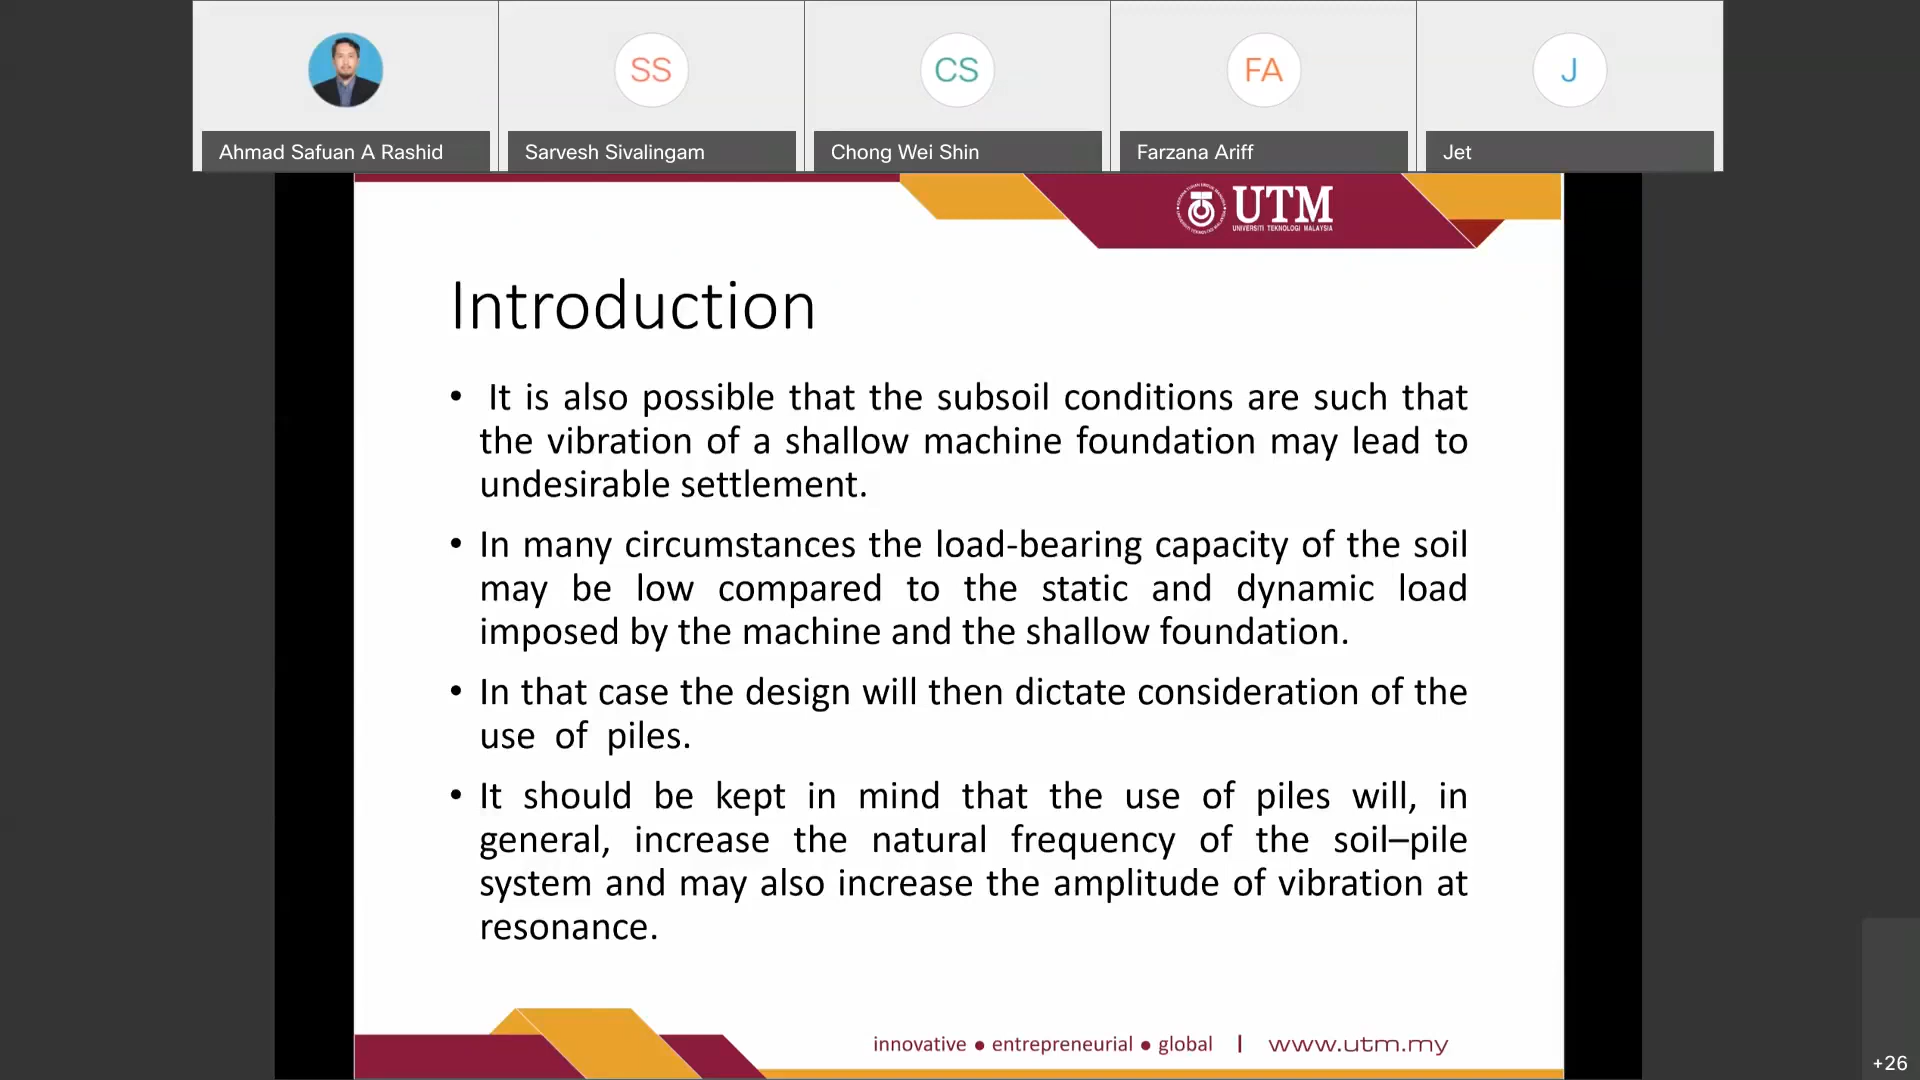 SS
CS
FA
J
Ahmad Safuan A Rashid
Sarvesh Sivalingam
Chong Wei Shin
Farzana Ariff
Jet
UTM
UNIVERSITI TEKNOLOGI MALAYSIA
Introduction
• It is also possible that the subsoil conditions are such that
the vibration of a shallow machine foundation may lead to
undesirable settlement.
• In many circumstances the load-bearing capacity of the soil
may be low compared to the static and dynamic load
imposed by the machine and the shallow foundation.
• In that case the design will then dictate consideration of the
use of piles.
• It should be kept in mind that the use of piles will, in
general, increase the natural frequency of the soil–pile
system and may also increase the amplitude of vibration at
resonance.
innovative ● entrepreneurial ● global | www.utm.my
+26